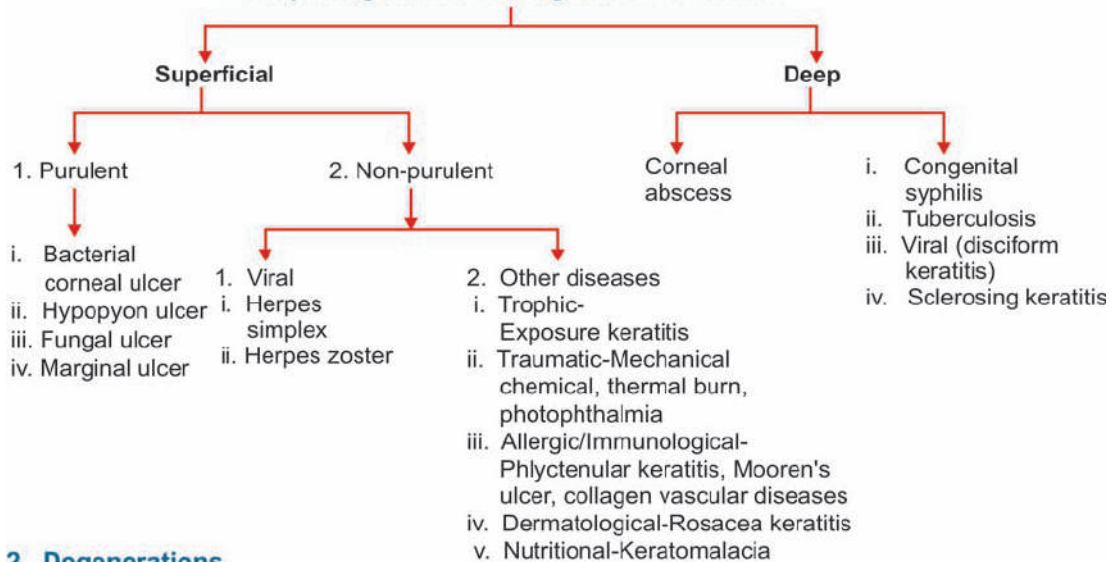 Superficial
Deep
1. Purulent
2. Non-purulent
Corneal
abscess
i. Congenital
syphilis
ii. Tuberculosis
iii. Viral (disciform
keratitis)
iv. Sclerosing keratitis
i. Bacterial
corneal ulcer
ii. Hypopyon ulcer
iii. Fungal ulcer
iv. Marginal ulcer
1. Viral
i. Herpes
simplex
ii. Herpes zoster
2. Other diseases
i. Trophic-
Exposure keratitis
ii. Traumatic-Mechanical
chemical, thermal burn,
photophthalmia
iii. Allergic/Immunological-
Phlyctenular keratitis, Mooren's
ulcer, collagen vascular diseases
iv. Dermatological-Rosacea keratitis
v. Nutritional-Keratomalacia
2. Degenerations